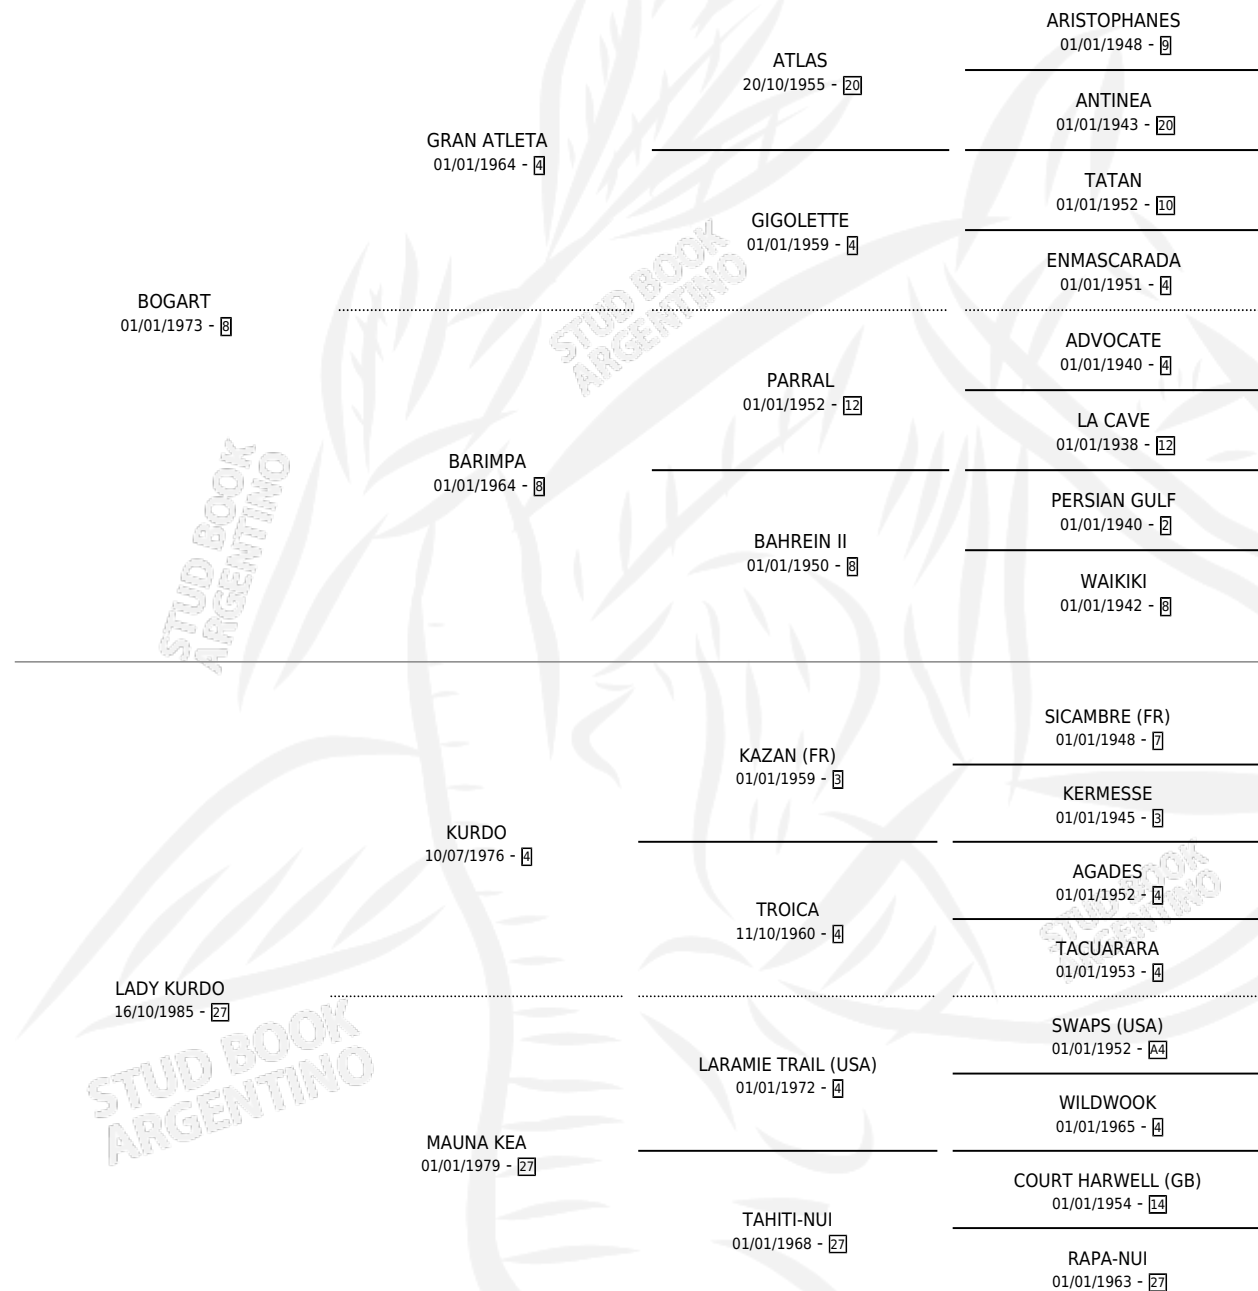 ARISTOPHANES
01/01/1948 - 9
ATLAS
20/10/1955 - 20
ANTINEA
01/01/1943 - 20
GRAN ATLETA
01/01/1964 - 4
TATAN
01/01/1952 - 10
GIGOLETTE
01/01/1959 - 4
ENMASCARADA
01/01/1951 - 4
BOGART
01/01/1973 - 8
ADVOCATE
01/01/1940 - 4
PARRAL
01/01/1952 - 12
LA CAVE
01/01/1938 - 12
BARIMPA
01/01/1964 - 8
PERSIAN GULF
01/01/1940 - 2
BAHREIN II
01/01/1950 - 8
WAIKIKI
01/01/1942 - 8
SICAMBRE (FR)
01/01/1948 - 7
KAZAN (FR)
01/01/1959 - 3
KERMESSE
01/01/1945 - 3
KURDO
10/07/1976 - 4
AGADES
01/01/1952 - 4
TROICA
11/10/1960 - 4
TACUARARA
01/01/1953 - 4
LADY KURDO
16/10/1985 - 27
SWAPS (USA)
01/01/1952 - A4
LARAMIE TRAIL (USA)
01/01/1972 - 4
WILDWOOK
01/01/1965 - 4
MAUNA KEA
01/01/1979 - 27
COURT HARWELL (GB)
01/01/1954 - 14
TAHITI-NUI
01/01/1968 - 27
RAPA-NUI
01/01/1963 - 27
STUD BOOK
ARGENTINO
STUD BOOK
ARGENTINO
STUD BOOK
ARGENTINO
STUD BOOK
ARGENTINO